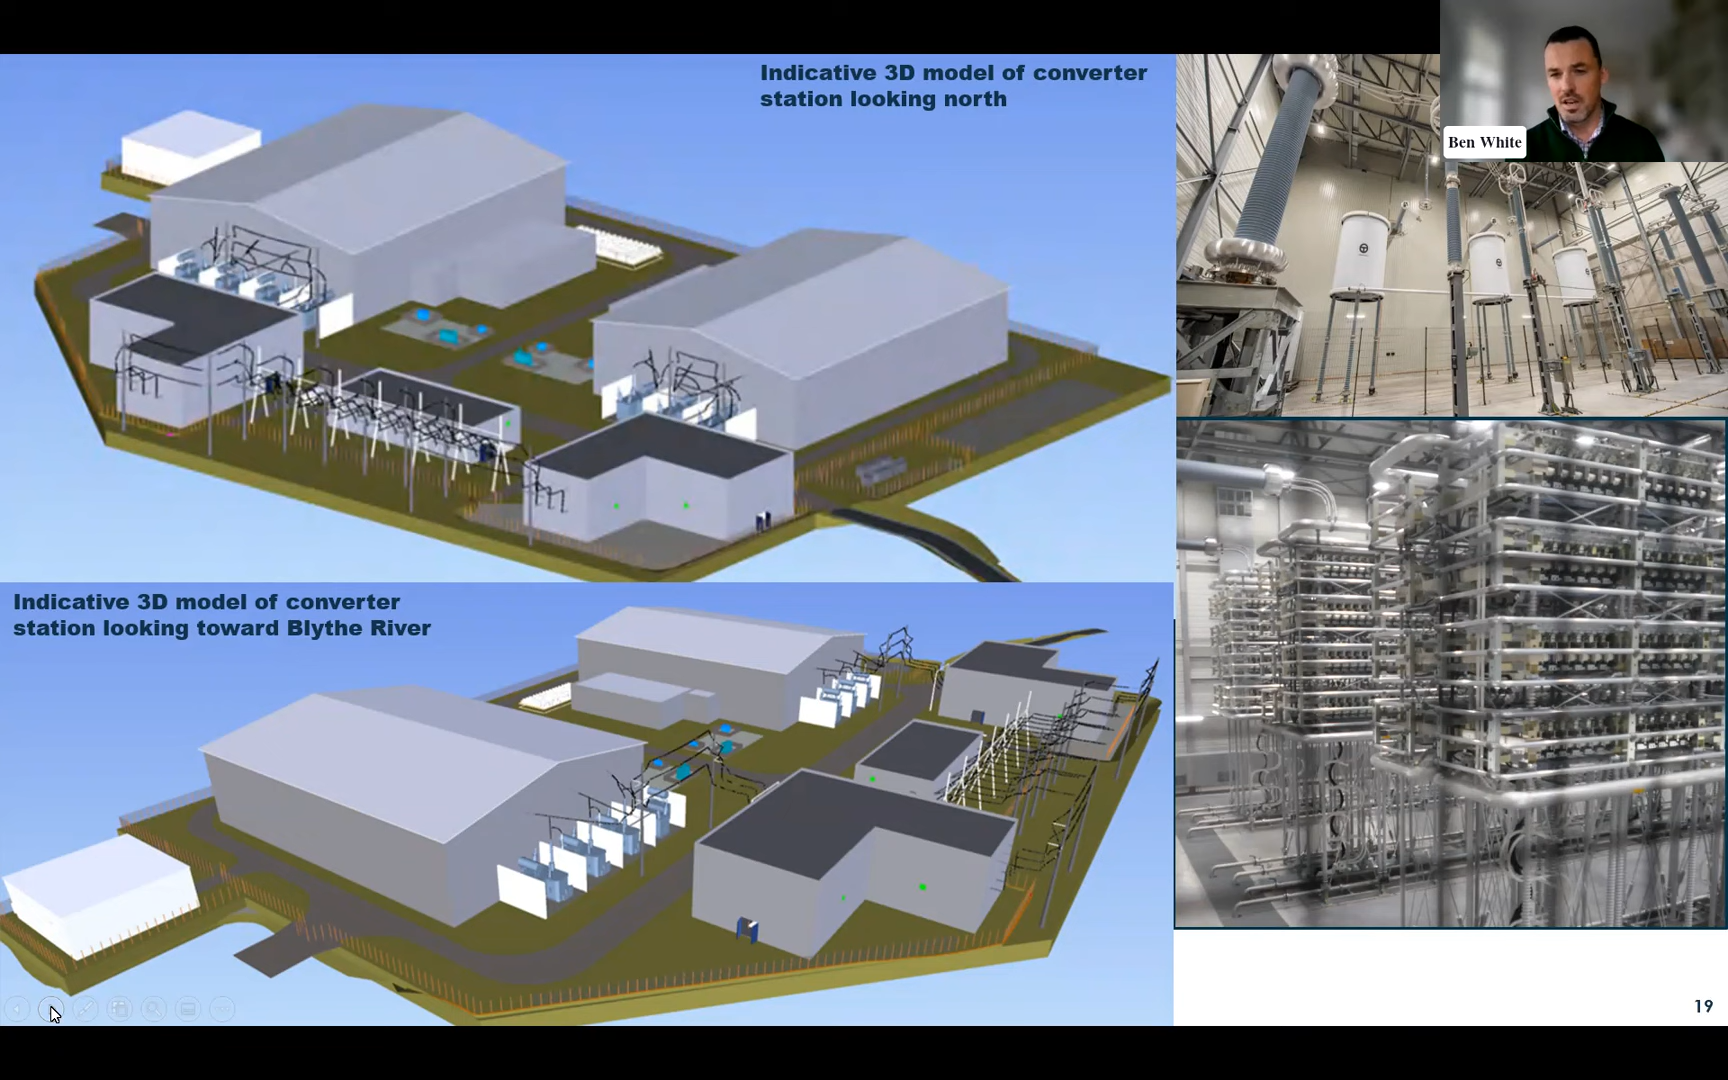 Indicative 3D model of converter
station looking north
Ben White
Indicative 3D model of converter
station looking toward Blythe River
19